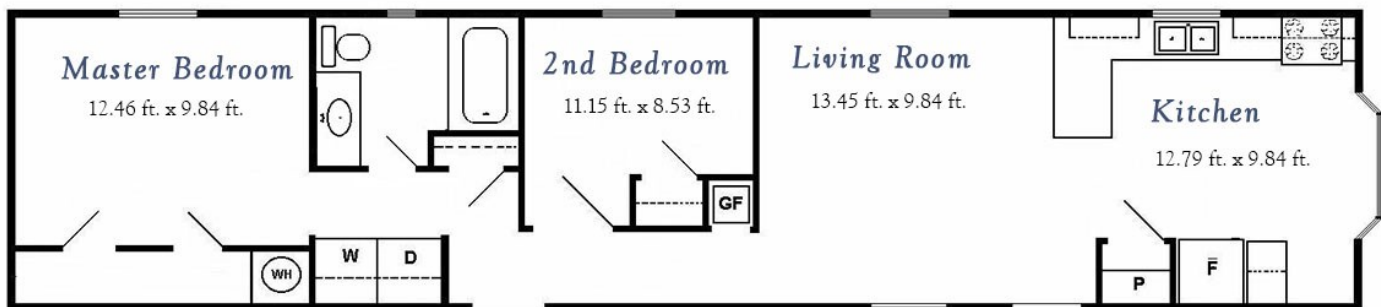 Master Bedroom
12.46 ft. x 9.84 ft.
2nd Bedroom
11.15 ft. x 8.53 ft.
Living Room
13.45 ft. x 9.84 ft.
Kitchen
12.79 ft. x 9.84 ft.
GF
WH
W
D
P
F